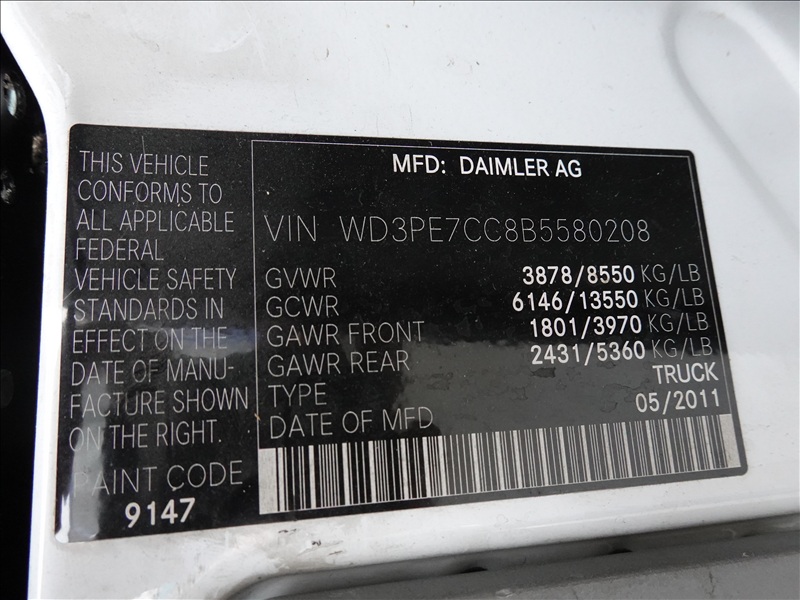 THIS VEHICLE
CONFORMS TO
ALL APPLICABLE
FEDERAL
VEHICLE SAFETY
STANDARDS IN
EFFECT ON THE
DATE OF MANU-
FACTURE SHOWN
ON THE RIGHT.
PAINT CODE
9147
MFD: DAIMLER AG
VIN WD3PE7CC8B5580208
GVWR 3878/8550 KG/LB
GCWR 6146/13550 KG/LB
GAWR FRONT 1801/3970 KG/LB
GAWR REAR 2431/5360 KG/LB
TYPE TRUCK
DATE OF MFD 05/2011